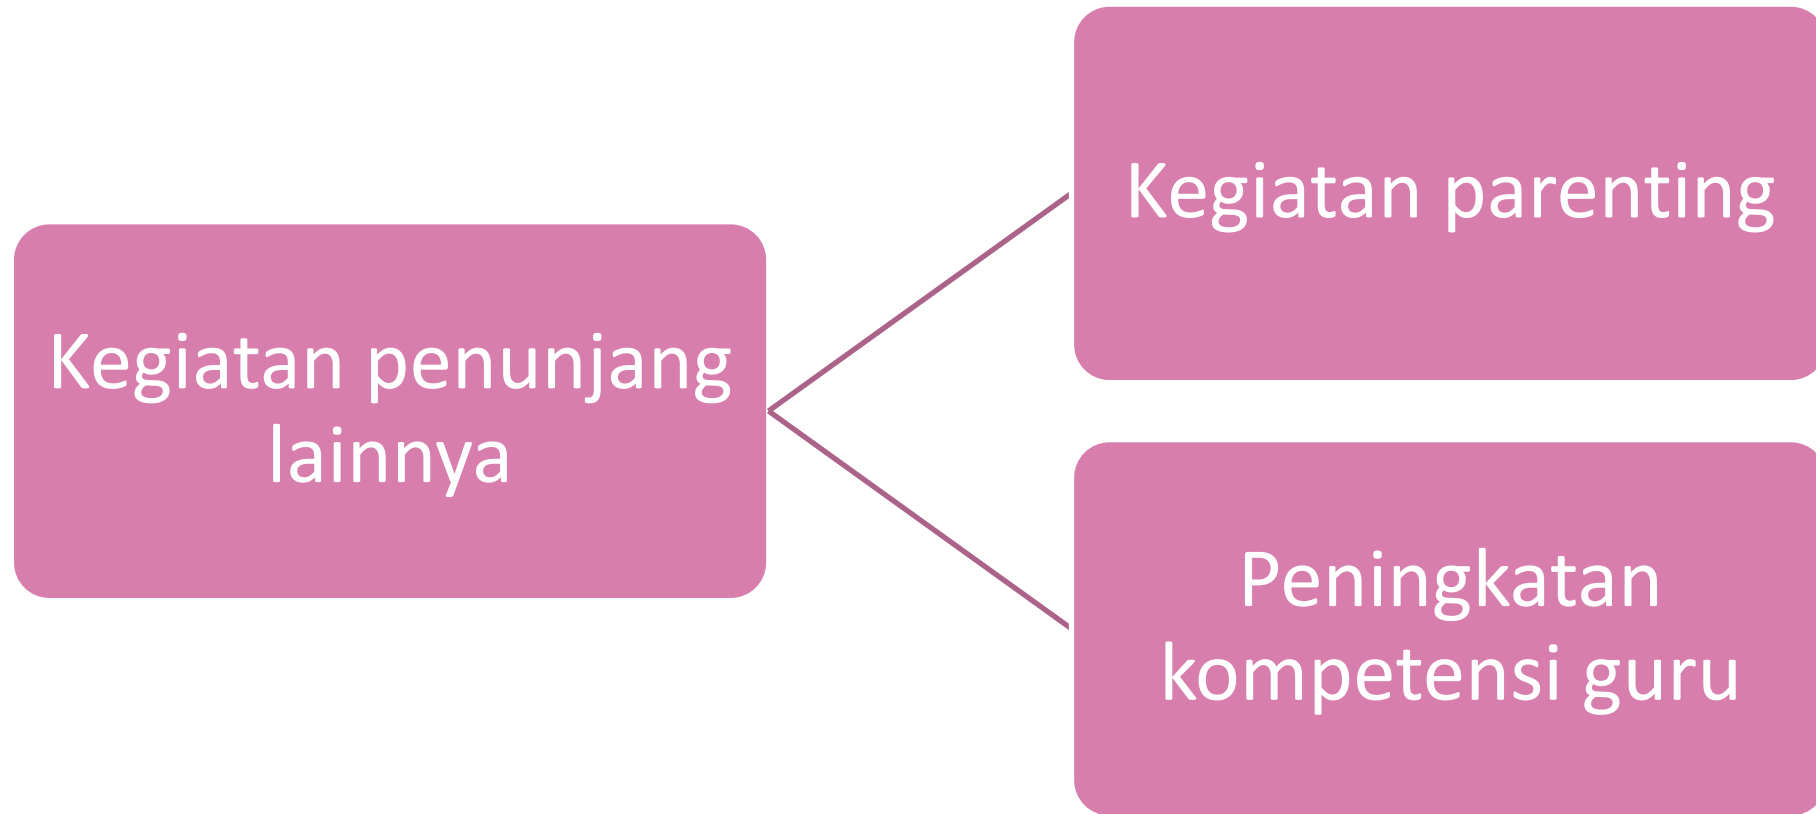 Kegiatan penunjang
lainnya
Kegiatan parenting
Peningkatan
kompetensi guru